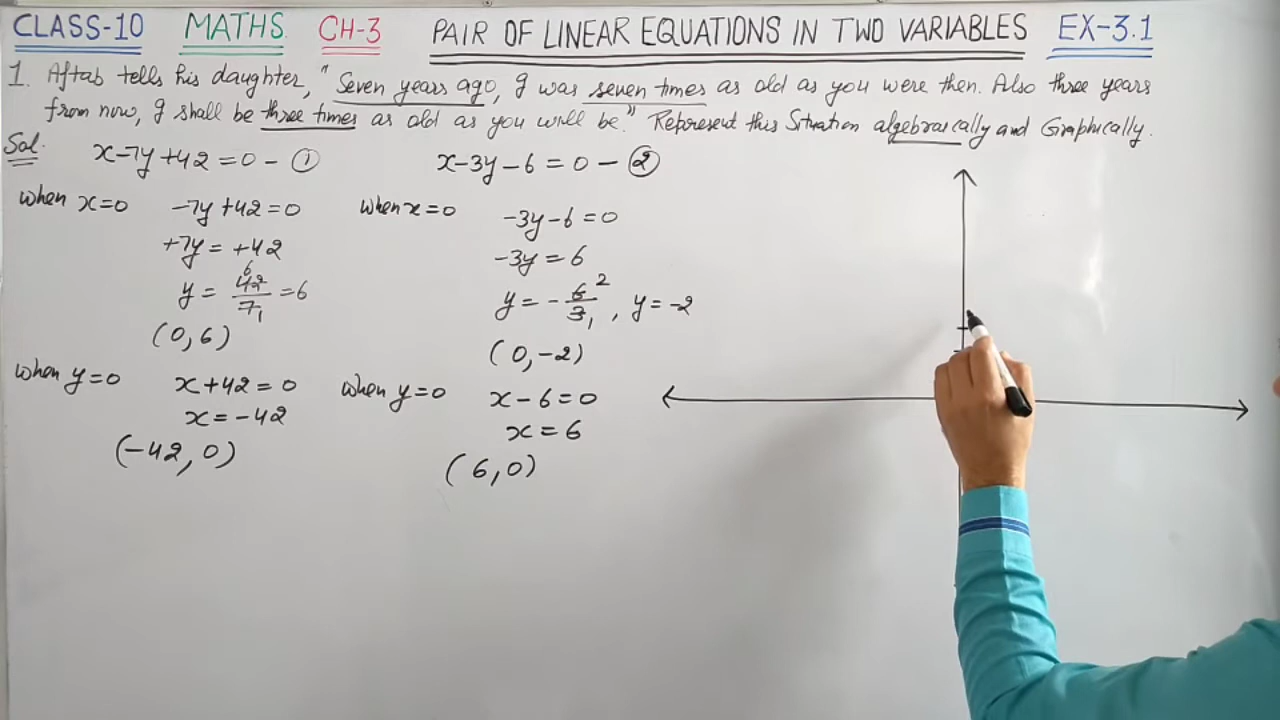 CLASS-10 MATHS CH-3 PAIR OF LINEAR EQUATIONS IN TWO VARIABLES EX-3.1
1. Aftab tells his daughter, "Seven years ago, I was seven times as old as you were then. Also three years
from now, I shall be three times as old as you will be." Represent this Situation algebraically and Graphically.
Sol.
x-7y+42=0-①
when x=0 -7y+42=0
+7y=+42
y=42/7=6
6
1
(0,6)
when y=0 x+42=0
x=-42
(-42,0)
x-3y-6=0-②
when x=0 -3y-6=0
-3y=6
y=-6/3, y=-2
2
1
(0,-2)
when y=0 x-6=0
x=6
(6,0)